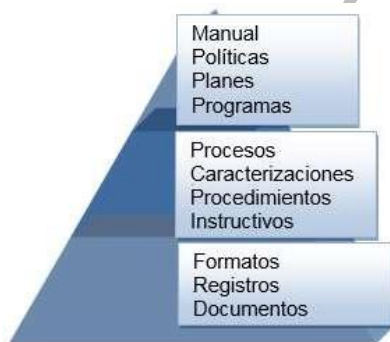 Manual
Políticas
Planes
Programas
Procesos
Caracterizaciones
Procedimientos
Instructivos
Formatos
Registros
Documentos